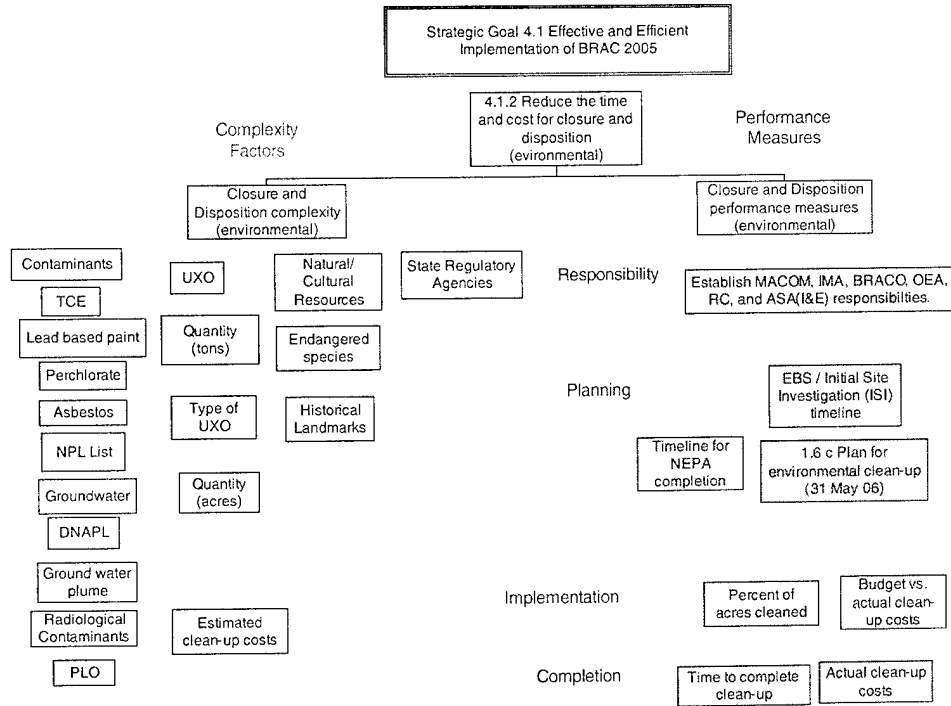 Strategic Goal 4.1 Effective and Efficient
Implementation of BRAC 2005
4.1.2 Reduce the time
and cost for closure and
disposition
(evironmental)
Complexity
Factors
Performance
Measures
Closure and
Disposition complexity
(environmental)
Closure and Disposition
performance measures
(environmental)
Contaminants
TCE
Lead based paint
Perchlorate
Asbestos
NPL List
Groundwater
DNAPL
Ground water
plume
Radiological
Contaminants
PLO
UXO
Quantity
(tons)
Type of
UXO
Quantity
(acres)
Estimated
clean-up costs
Natural/
Cultural
Resources
Endangered
species
Historical
Landmarks
State Regulatory
Agencies
Responsibility
Establish MACOM, IMA, BRACO, OEA,
RC, and ASA(I&E) responsibilties.
Planning
EBS / Initial Site
Investigation (ISI)
timeline
Timeline for
NEPA
completion
1.6 c Plan for
environmental clean-up
(31 May 06)
Implementation
Percent of
acres cleaned
Budget vs.
actual clean-
up costs
Completion
Time to complete
clean-up
Actual clean-up
costs